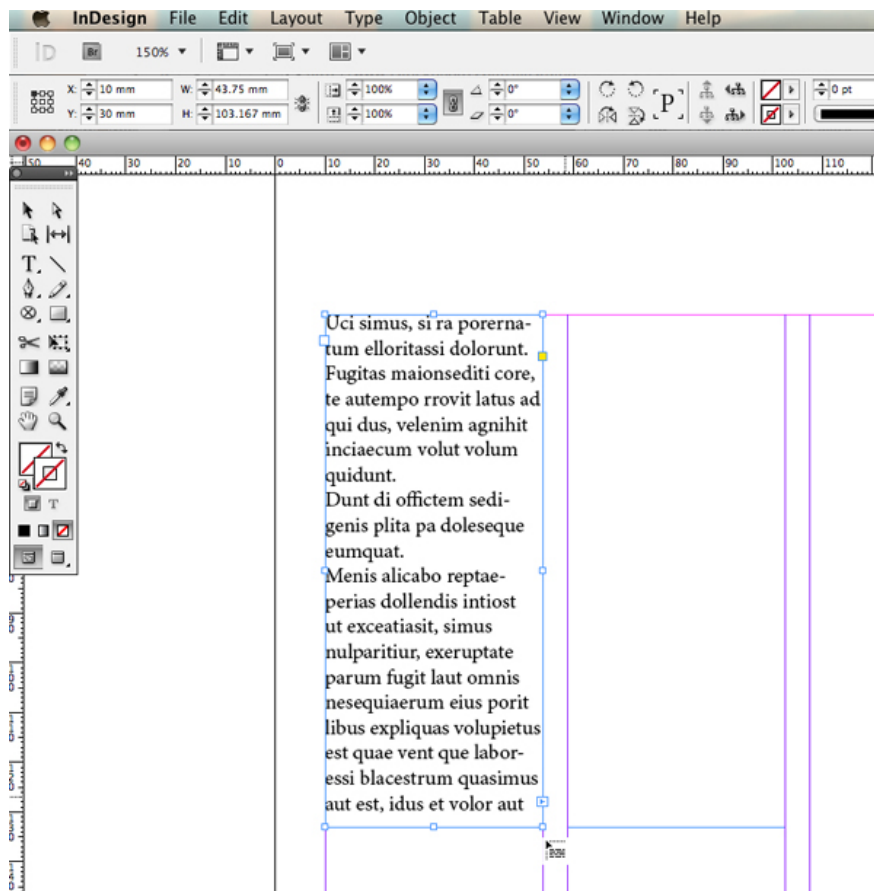 InDesign File Edit Layout Type Object Table View Window Help
Br 150%
X: 10 mm W: 43.75 mm 100% 0° 0 pt
Y: 30 mm H: 103.167 mm 100% 0°
P
50 40 30 20 10 0 10 20 30 40 50 60 70 80 90 100 110
T
T
Uci simus, si ra porerna-
tum elloritassi dolorunt.
Fugitas maionsediti core,
te autempo rrovit latus ad
qui dus, velenim agnihit
inciaecum volut volum
quidunt.
Dunt di offictem sedi-
genis plita pa doleseque
eumquat.
Menis alicabo reptae-
perias dollendis intiost
ut exceatiasit, simus
nulparitiur, exeruptate
parum fugit laut omnis
nesequiaerum eius porit
libus expliquas volupietus
est quae vent que labor-
essi blacestrum quasimus
aut est, idus et volor aut